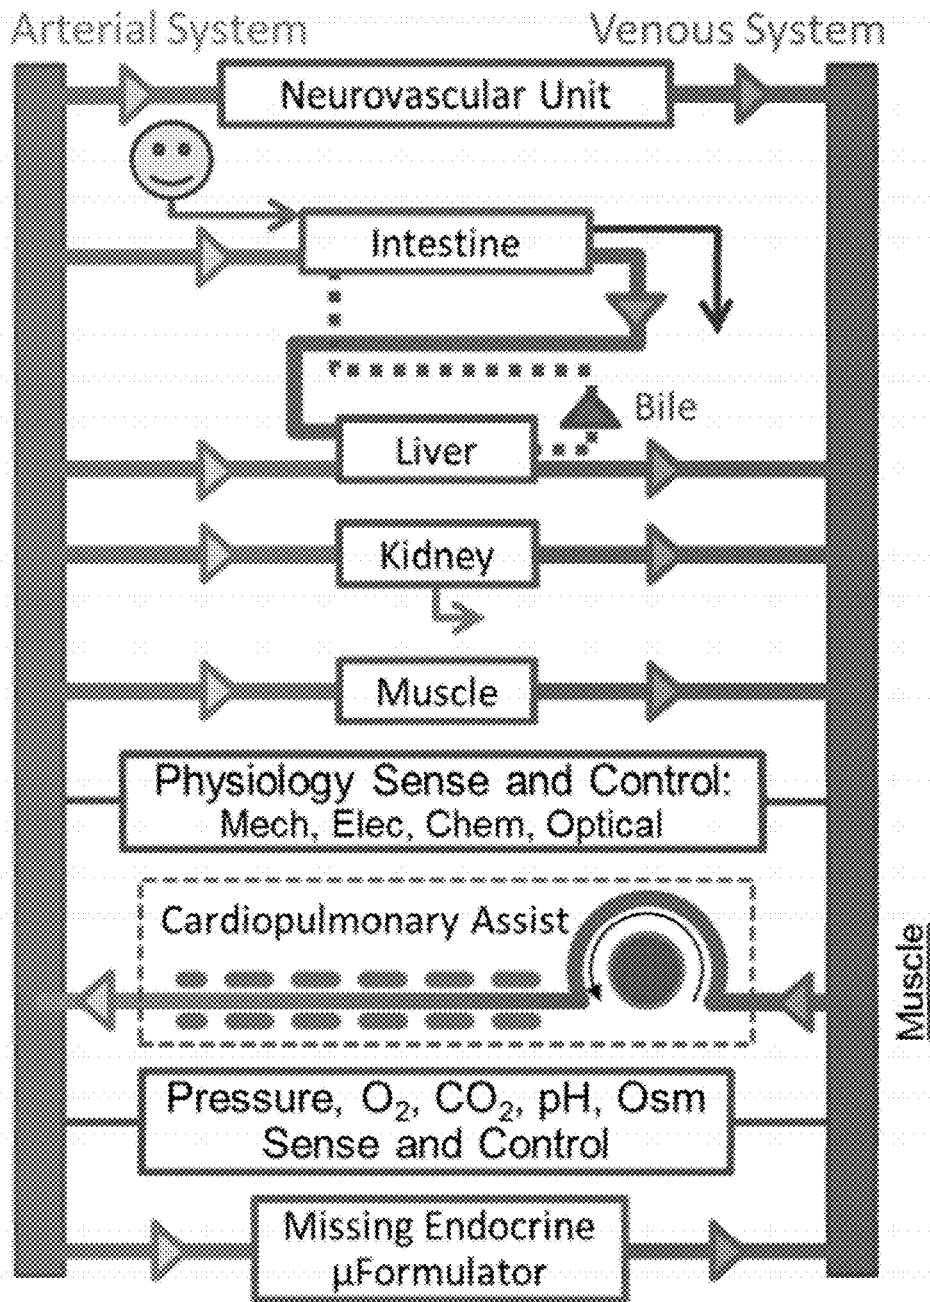 Arterial System
Venous System
Neurovascular Unit
Intestine
Bile
Liver
Kidney
Muscle
Physiology Sense and Control:
Mech, Elec, Chem, Optical
Cardiopulmonary Assist
Muscle
Pressure, O₂, CO₂, pH, Osm
Sense and Control
Missing Endocrine
µFormulator